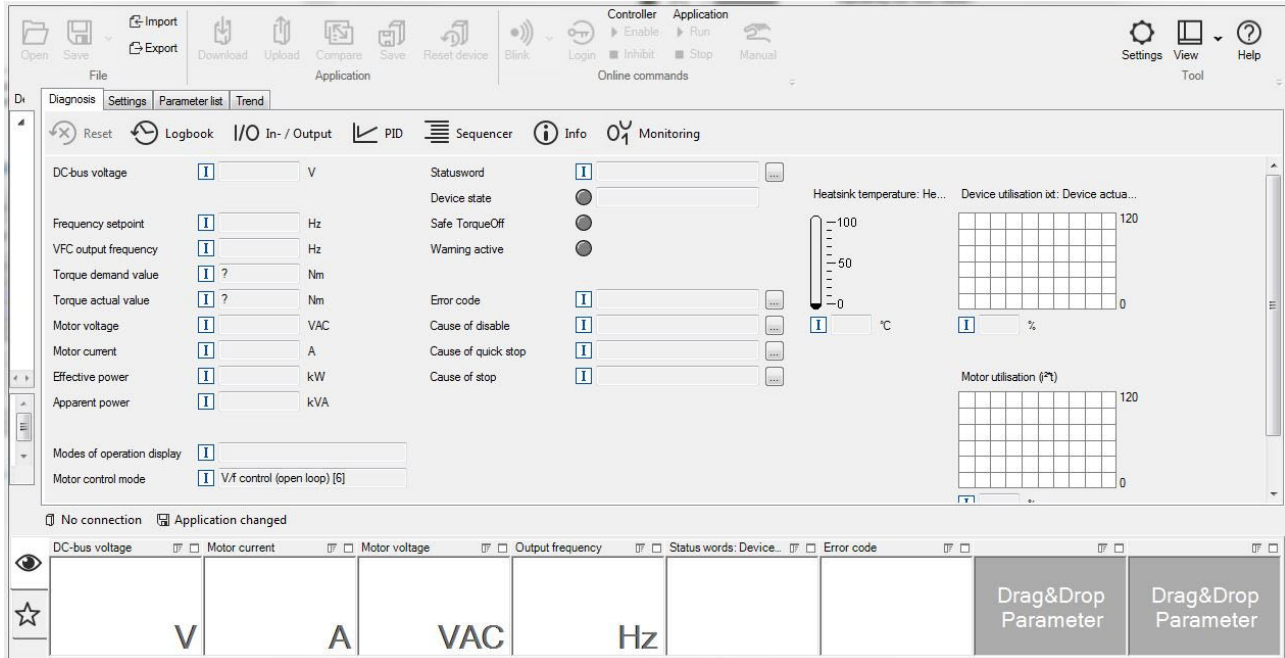 Controller Application
Import
Enable Run
Export
Open Save Download Upload Compare Save Reset device Blink Login Inhibit Stop Manual Settings View Help
File Application Online commands Tool
Diagnosis Settings Parameter list Trend
Reset Logbook I/O In- / Output PID Sequencer Info Monitoring
DC-bus voltage I V Statusword I ...
Device state
Heatsink temperature: He... Device utilisation ixt: Device actua...
Frequency setpoint I Hz Safe TorqueOff 100 120
VFC output frequency I Hz Warning active
50
Torque demand value I ? Nm
Torque actual value I ? Nm Error code I ... 0 0
Motor voltage I VAC Cause of disable I ... I °C I %
Motor current I A Cause of quick stop I ...
Effective power I kW Cause of stop I ... Motor utilisation (i²*t)
Apparent power I kVA 120
Modes of operation display I
Motor control mode I V/f control (open loop) [6] 0
No connection Application changed
DC-bus voltage Motor current Motor voltage Output frequency Status words: Device... Error code
V A VAC Hz
Drag&Drop Drag&Drop
Parameter Parameter